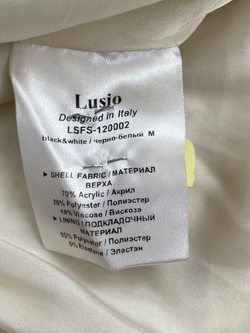 Lusio
Designed in Italy
LSFS-120002
black&white / черно-белый M
► SHELL FABRIC / МАТЕРИАЛ
ВЕРХА
70% Acrylic / Акрил
20% Polyester / Полиэстер
10% Viscose / Вискоза
► LINING / ПОДКЛАДОЧНЫЙ
МАТЕРИАЛ
95% Polyester / Полиэстер
5% Elastane / Эластан